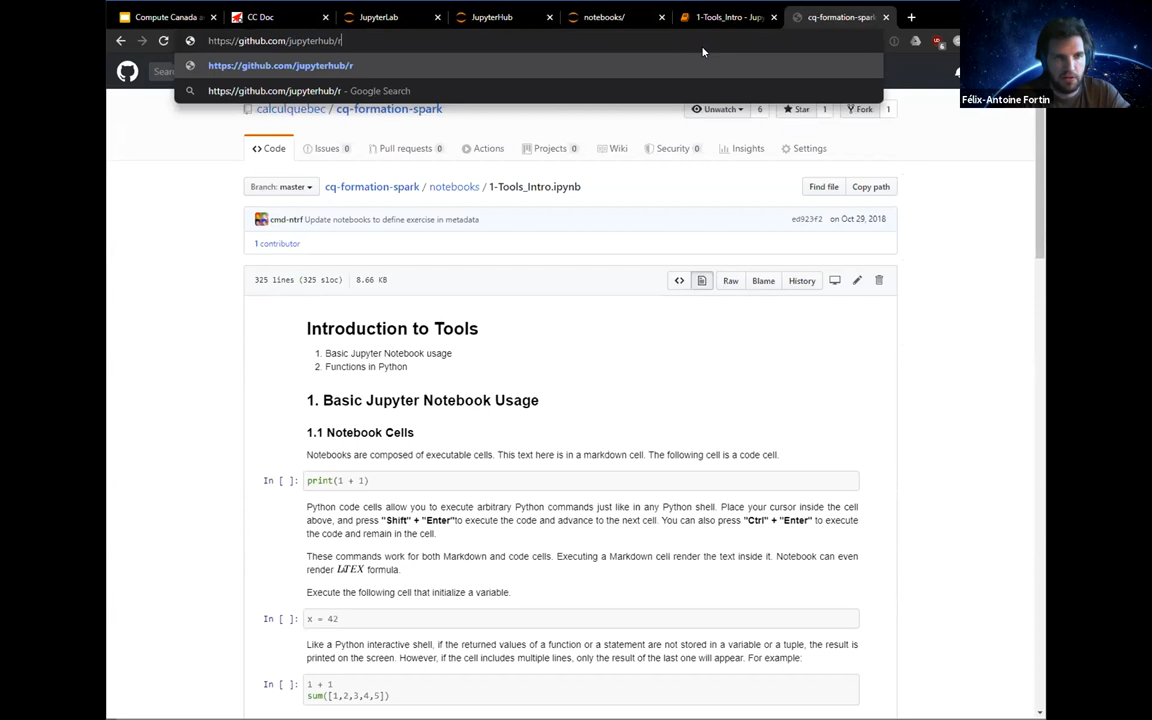 Compute Canada a
CC Doc
JupyterLab
JupyterHub
notebooks/
1-Tools_Intro - Jupy
cq-formation-spark
https://github.com/jupyterhub/r
https://github.com/jupyterhub/r
https://github.com/jupyterhub/r - Google Search
Sear
Félix-Antoine Fortin
calculquebec / cq-formation-spark
Unwatch 6
Star 1
Fork 1
Code
Issues 0
Pull requests 0
Actions
Projects 0
Wiki
Security 0
Insights
Settings
Branch: master
cq-formation-spark / notebooks / 1-Tools_Intro.ipynb
Find file
Copy path
cmd-ntrf Update notebooks to define exercise in metadata
ed923f2 on Oct 29, 2018
1 contributor
325 lines (325 sloc) 8.66 KB
Raw
Blame
History
Introduction to Tools
1. Basic Jupyter Notebook usage
2. Functions in Python
1. Basic Jupyter Notebook Usage
1.1 Notebook Cells
Notebooks are composed of executable cells. This text here is in a markdown cell. The following cell is a code cell.
In [ ]: print(1 + 1)
Python code cells allow you to execute arbitrary Python commands just like in any Python shell. Place your cursor inside the cell
above, and press "Shift" + "Enter"to execute the code and advance to the next cell. You can also press "Ctrl" + "Enter" to execute
the code and remain in the cell.
These commands work for both Markdown and code cells. Executing a Markdown cell render the text inside it. Notebook can even
render LATEX formula.
Execute the following cell that initialize a variable.
In [ ]: x = 42
Like a Python interactive shell, if the returned values of a function or a statement are not stored in a variable or a tuple, the result is
printed on the screen. However, if the cell includes multiple lines, only the result of the last one will appear. For example:
In [ ]: 1 + 1
sum([1,2,3,4,5])